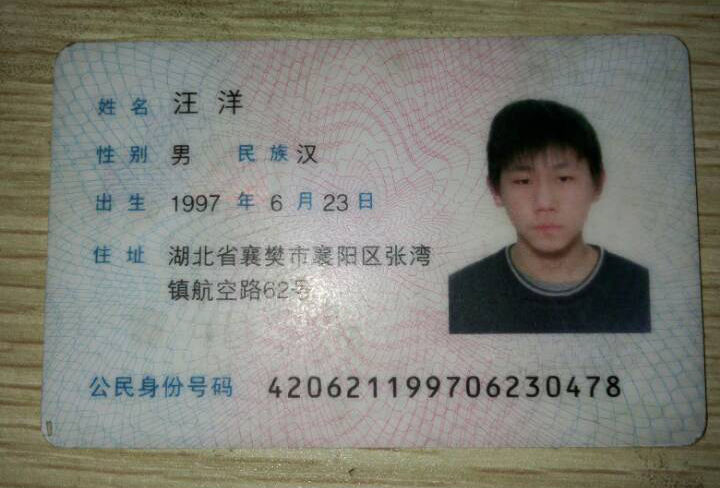 姓名 汪洋
性别 男 民族 汉
出生 1997 年 6 月 23 日
住址 湖北省襄樊市襄阳区张湾
镇航空路62号
公民身份号码 420621199706230478